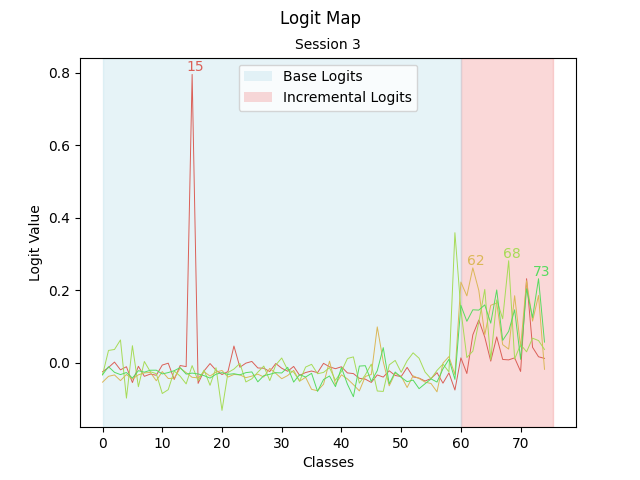 Logit Map
Session 3
15
Base Logits
Incremental Logits
62
68
73
0.8
0.6
0.4
0.2
0.0
Logit Value
0 10 20 30 40 50 60 70
Classes